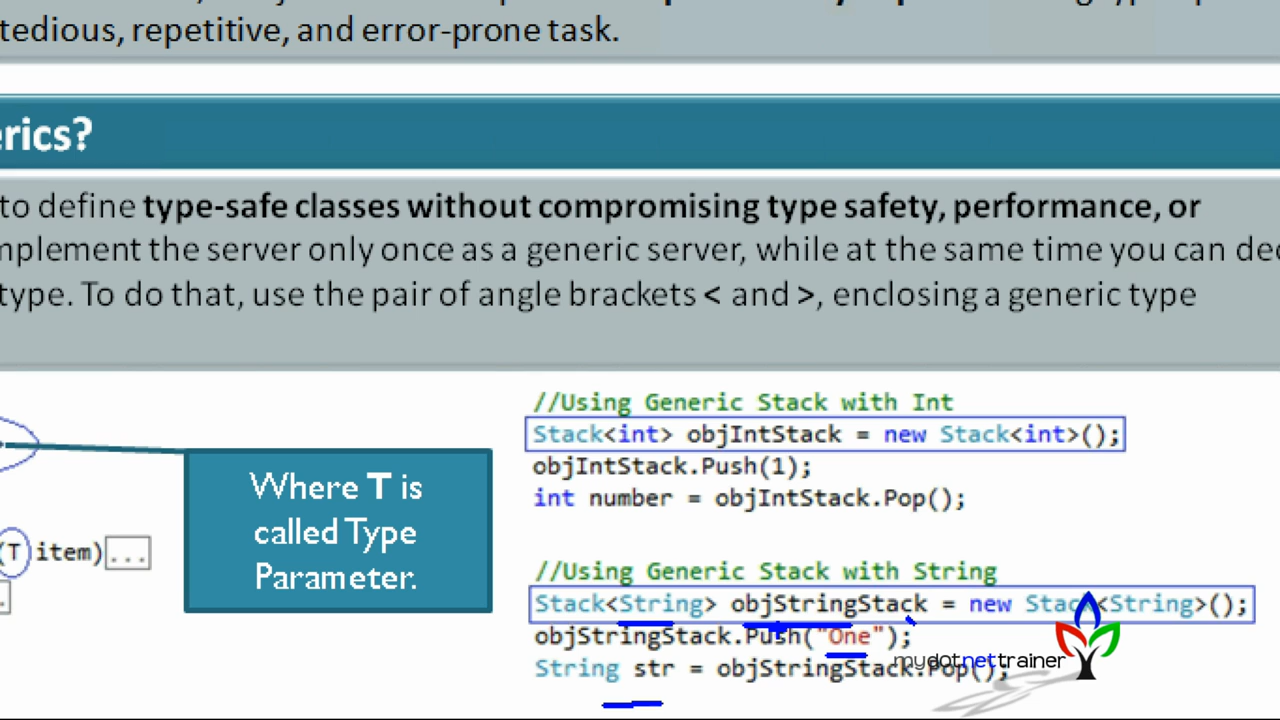 tedious, repetitive, and error-prone task.
erics?
to define type-safe classes without compromising type safety, performance, or
mplement the server only once as a generic server, while at the same time you can dec
type. To do that, use the pair of angle brackets < and >, enclosing a generic type
Where T is
called Type
Parameter.
(T item)...
//Using Generic Stack with Int
Stack<int> objIntStack = new Stack<int>();
objIntStack.Push(1);
int number = objIntStack.Pop();
//Using Generic Stack with String
Stack<String> objStringStack = new Stack<String>();
objStringStack.Push("One");
String str = objStringStack.Pop();
mydotnettrainer